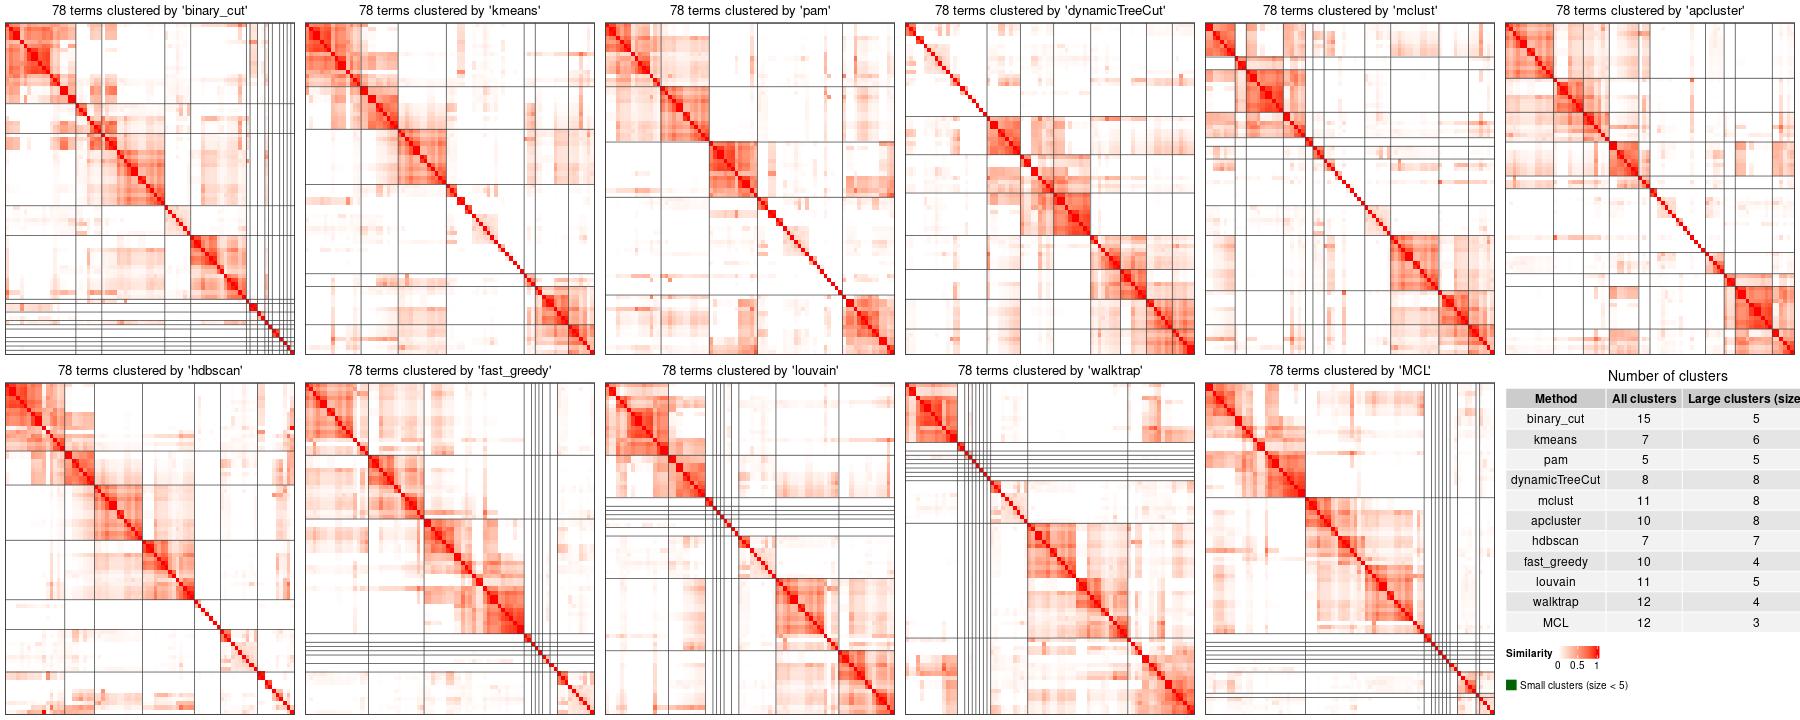 78 terms clustered by 'binary_cut'
78 terms clustered by 'kmeans'
78 terms clustered by 'pam'
78 terms clustered by 'dynamicTreeCut'
78 terms clustered by 'mclust'
78 terms clustered by 'apcluster'
78 terms clustered by 'hdbscan'
78 terms clustered by 'fast_greedy'
78 terms clustered by 'louvain'
78 terms clustered by 'walktrap'
78 terms clustered by 'MCL'
Number of clusters
Method All clusters Large clusters (size
binary_cut 15 5
kmeans 7 6
pam 5 5
dynamicTreeCut 8 8
mclust 11 8
apcluster 10 8
hdbscan 7 7
fast_greedy 10 4
louvain 11 5
walktrap 12 4
MCL 12 3
Similarity
0 0.5 1
Small clusters (size < 5)